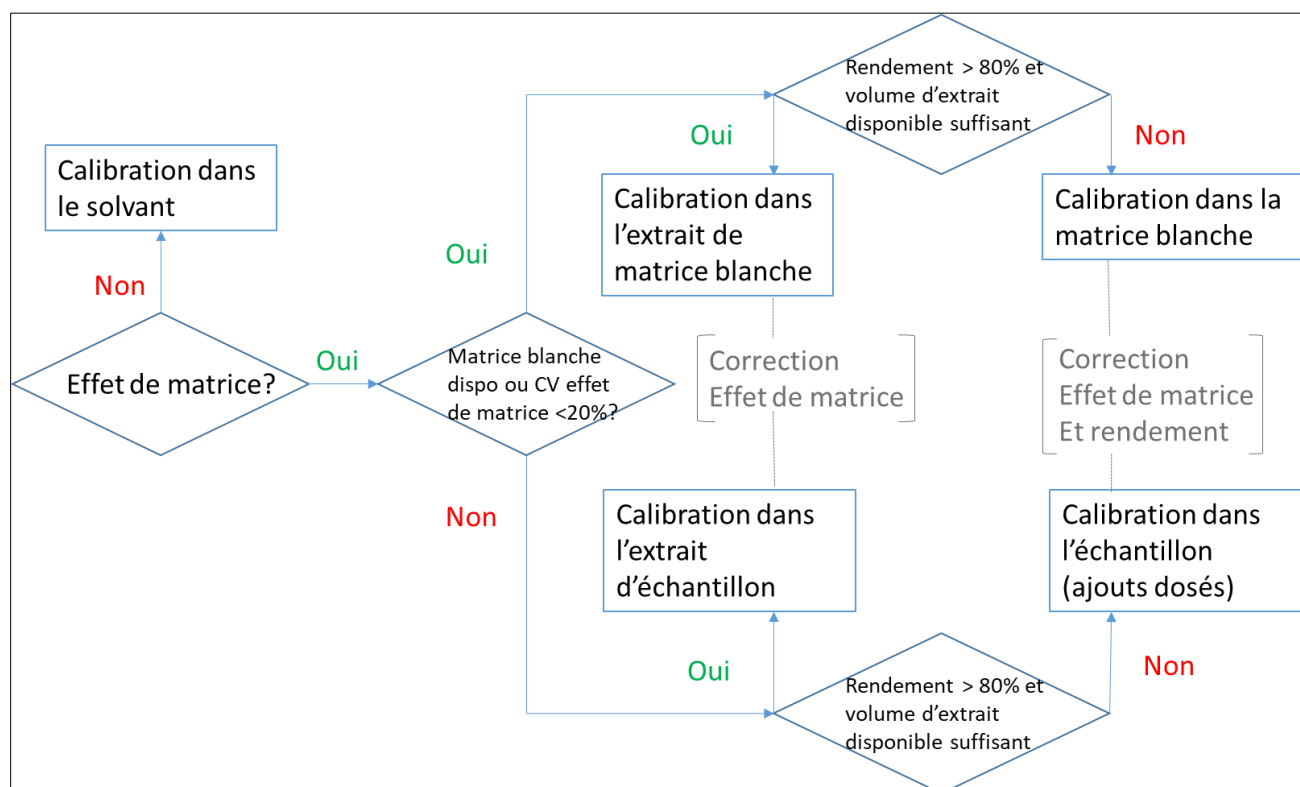 Rendement > 80% et
volume d'extrait
disponible suffisant
Oui
Non
Calibration dans
le solvant
Calibration dans
l'extrait de
matrice blanche
Calibration dans la
matrice blanche
Oui
Non
Effet de matrice?
Oui
Matrice blanche
dispo ou CV effet
de matrice <20%?
Correction
Effet de matrice
Correction
Effet de matrice
Et rendement
Non
Calibration dans
l'extrait
d'échantillon
Calibration dans
l'échantillon
(ajouts dosés)
Oui
Non
Rendement > 80% et
volume d'extrait
disponible suffisant